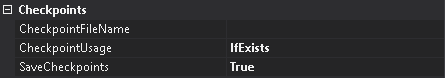 Checkpoints
CheckpointFileName
CheckpointUsage IfExists
SaveCheckpoints True